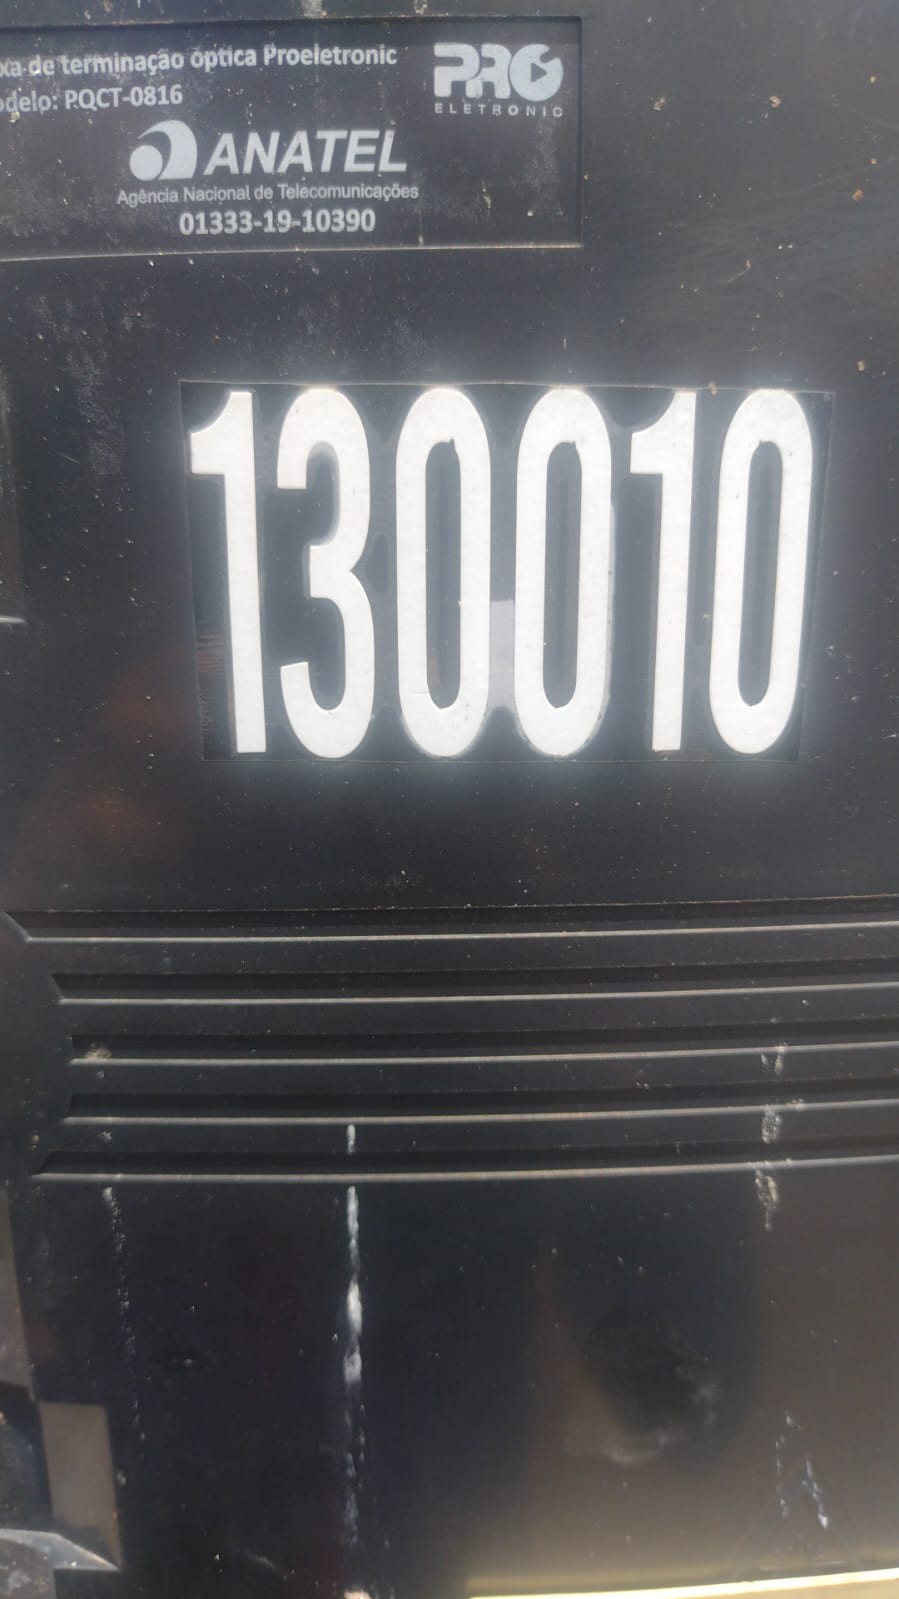 xa de terminação óptica Proeletronic
odelo: PQCT-0816
PRO
ELETRONIC
ANATEL
Agência Nacional de Telecomunicações
01333-19-10390
130010